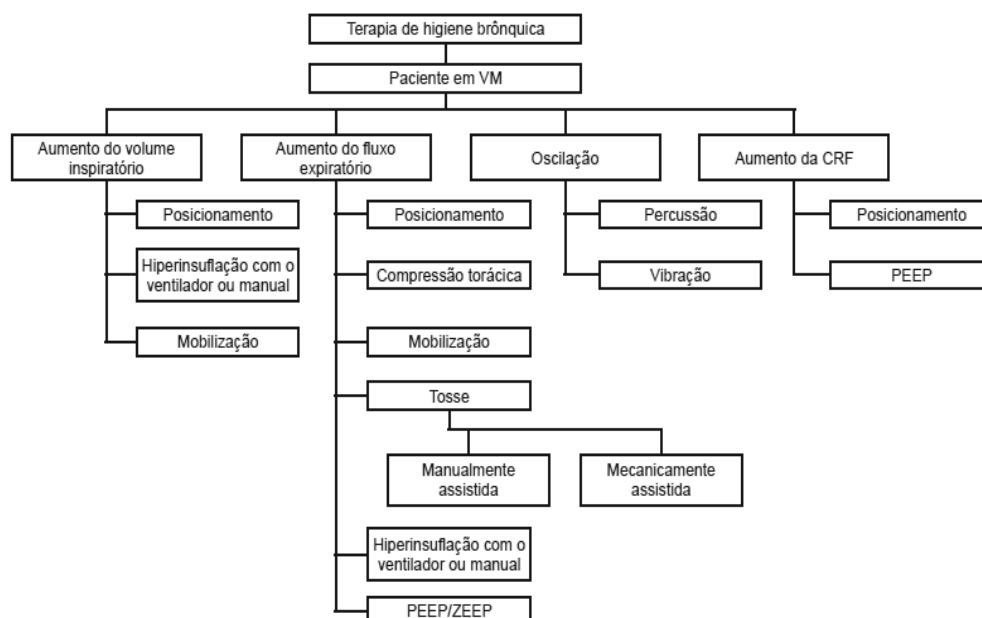 Terapia de higiene brônquica
Paciente em VM
Aumento do volume
inspiratório
Aumento do fluxo
expiratório
Oscilação
Aumento da CRF
Posicionamento
Hiperinsuflação com o
ventilador ou manual
Mobilização
Posicionamento
Compressão torácica
Mobilização
Tosse
Manualmente
assistida
Mecanicamente
assistida
Hiperinsuflação com o
ventilador ou manual
PEEP/ZEEP
Percussão
Vibração
Posicionamento
PEEP